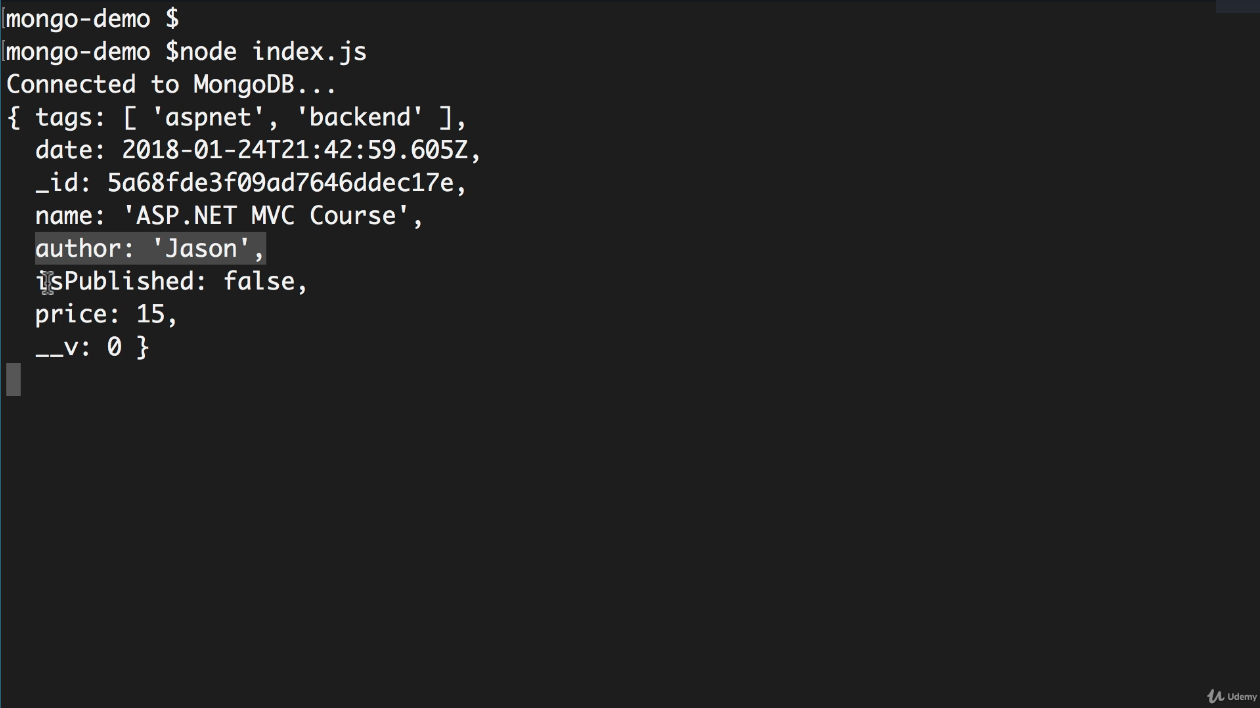 mongo-demo $
mongo-demo $node index.js
Connected to MongoDB...
{ tags: [ 'aspnet', 'backend' ],
  date: 2018-01-24T21:42:59.605Z,
  _id: 5a68fde3f09ad7646ddec17e,
  name: 'ASP.NET MVC Course',
  author: 'Jason',
  isPublished: false,
  price: 15,
  __v: 0 }
Udemy